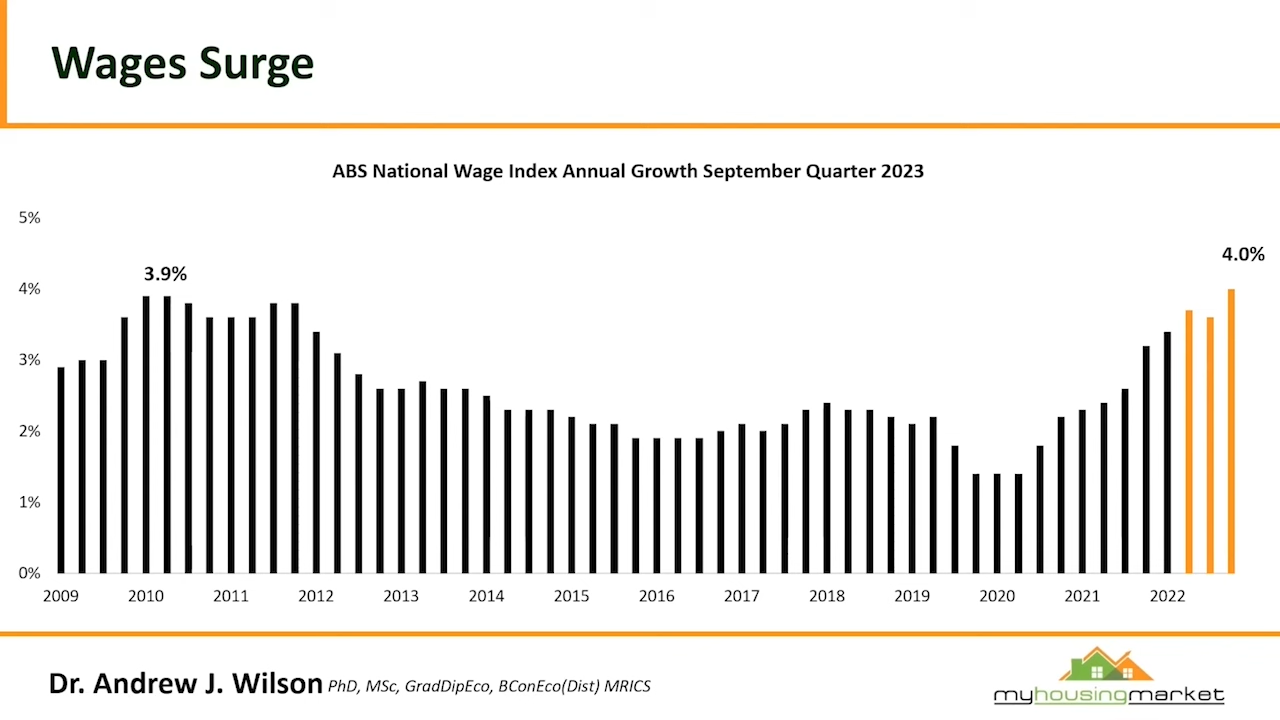 Wages Surge
ABS National Wage Index Annual Growth September Quarter 2023
5%
4.0%
3.9%
4%
3%
2%
1%
0%
2009 2010 2011 2012 2013 2014 2015 2016 2017 2018 2019 2020 2021 2022
Dr. Andrew J. Wilson PhD, MSc, GradDipEco, BConEco(Dist) MRICS
myhousingmarket